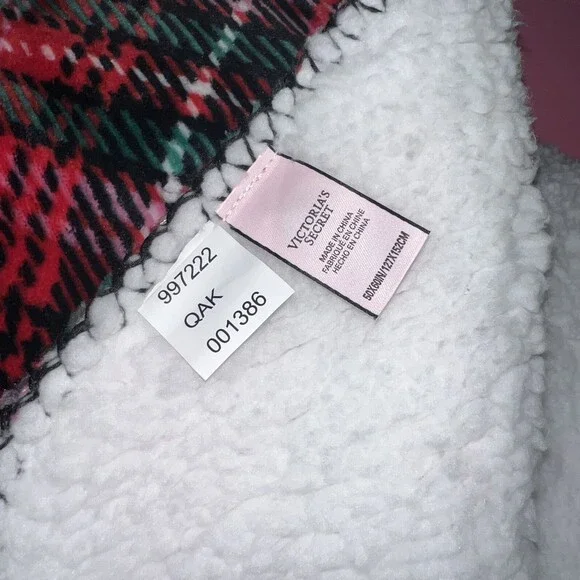 VICTORIA'S
SECRET
MADE IN CHINA
FABRIQUÉ EN CHINE
HECHO EN CHINA
50X60IN/127X152CM
997222
QAK
001386